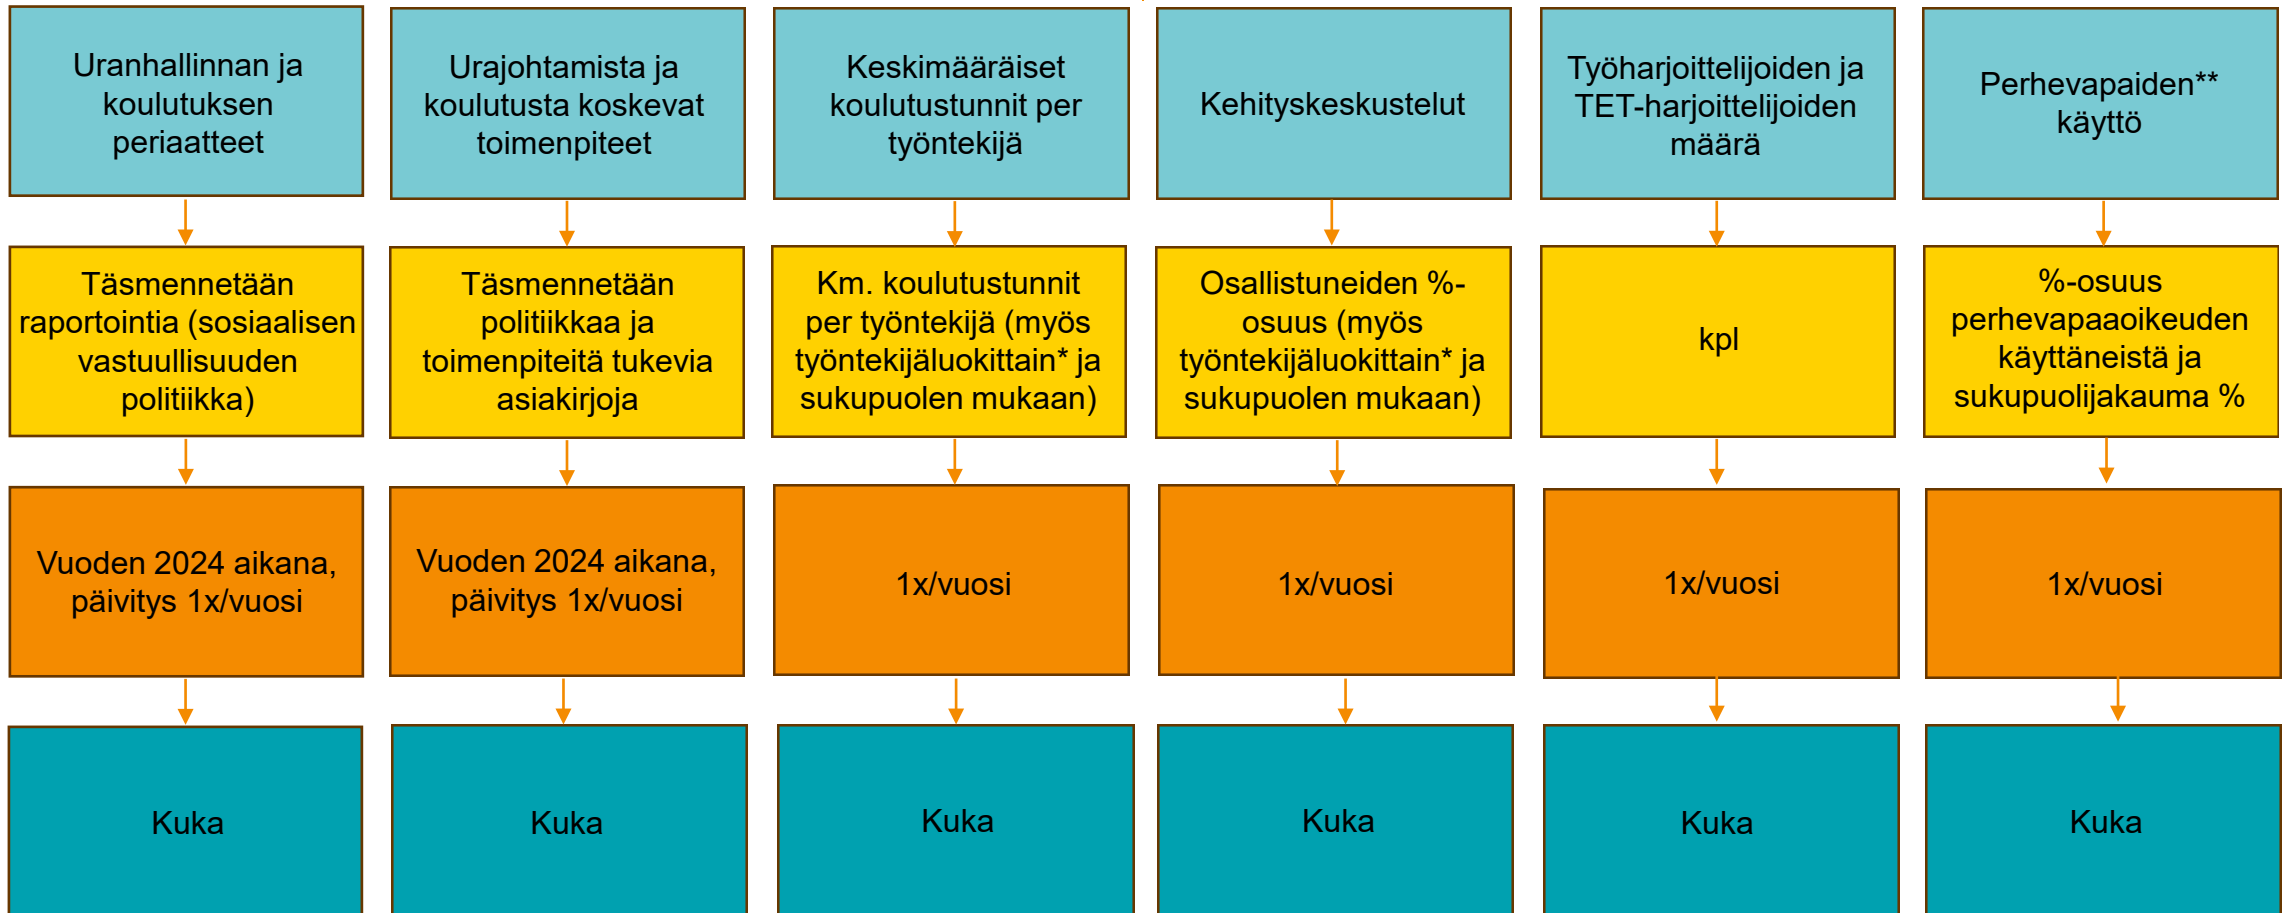 Uranhallinnan ja
koulutuksen
periaatteet
Urajohtamista ja
koulutusta koskevat
toimenpiteet
Keskimääräiset
koulutustunnit per
työntekijä
Kehityskeskustelut
Työharjoittelijoiden ja
TET-harjoittelijoiden
määrä
Perhevapaiden**
käyttö
Täsmennetään
raportointia (sosiaalisen
vastuullisuuden
politiikka)
Täsmennetään
politiikkaa ja
toimenpiteitä tukevia
asiakirjoja
Km. koulutustunnit
per työntekijä (myös
työntekijäluokittain* ja
sukupuolen mukaan)
Osallistuneiden %-
osuus (myös
työntekijäluokittain* ja
sukupuolen mukaan)
kpl
%-osuus
perhevapaaoikeuden
käyttäneistä ja
sukupuolijakauma %
Vuoden 2024 aikana,
päivitys 1x/vuosi
Vuoden 2024 aikana,
päivitys 1x/vuosi
1x/vuosi
1x/vuosi
1x/vuosi
1x/vuosi
Kuka
Kuka
Kuka
Kuka
Kuka
Kuka